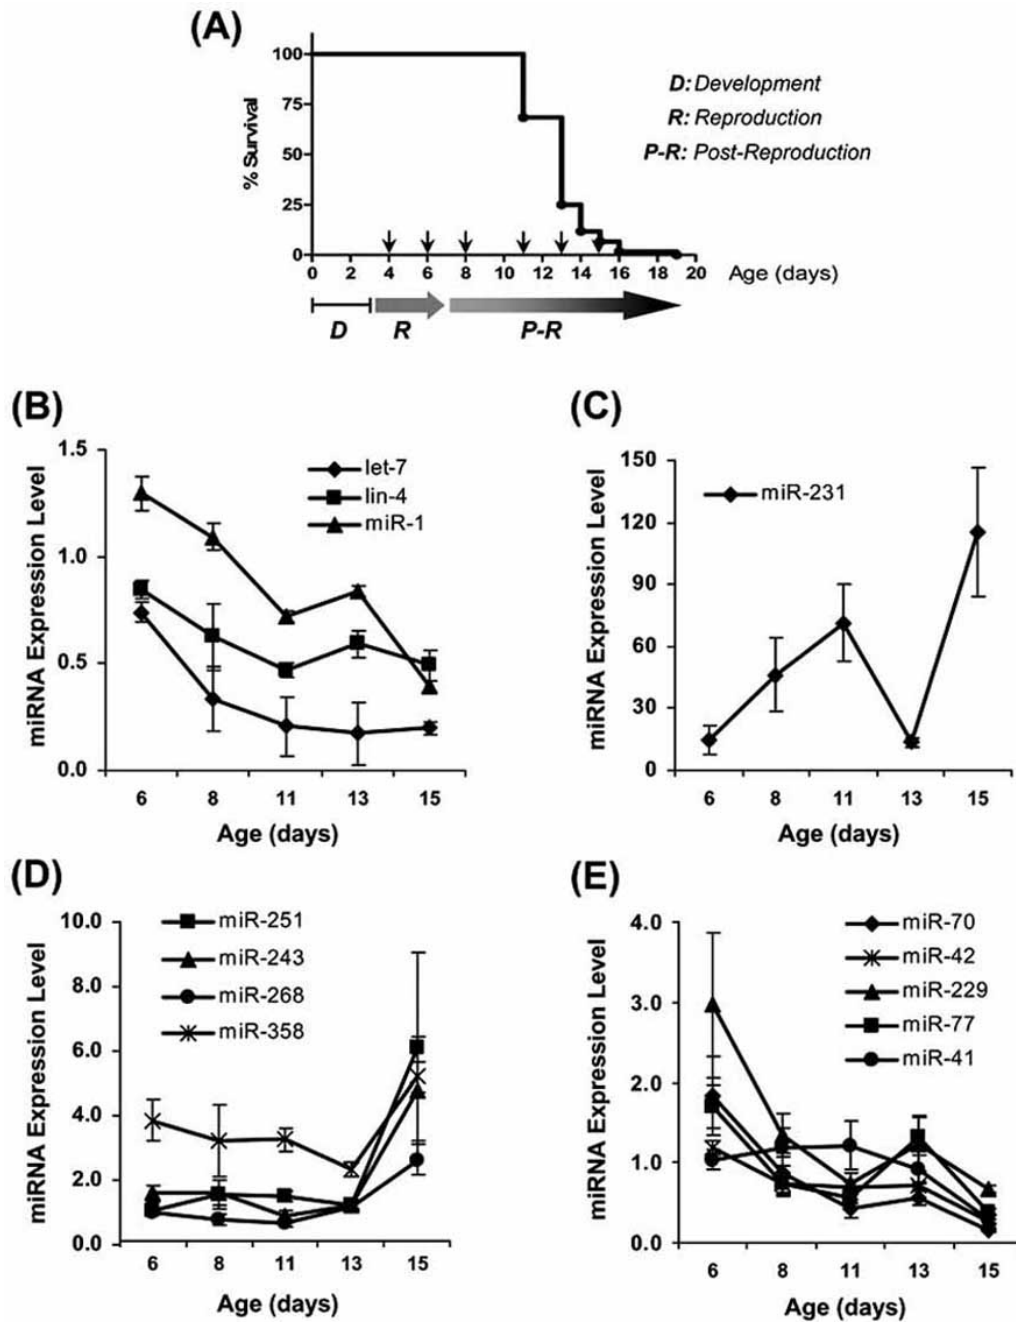 (A)
100
75
50
25
0
% Survival
0 2 4 6 8 10 12 14 16 18 20
Age (days)
D: Development
R: Reproduction
P-R: Post-Reproduction
D R P-R
(B)
1.5
1.0
0.5
0.0
miRNA Expression Level
let-7
lin-4
miR-1
6 8 11 13 15
Age (days)
(C)
150
120
90
60
30
0
miRNA Expression Level
miR-231
6 8 11 13 15
Age (days)
(D)
10.0
8.0
6.0
4.0
2.0
0.0
miRNA Expression Level
miR-251
miR-243
miR-268
miR-358
6 8 11 13 15
Age (days)
(E)
4.0
3.0
2.0
1.0
0.0
miRNA Expression Level
miR-70
miR-42
miR-229
miR-77
miR-41
6 8 11 13 15
Age (days)